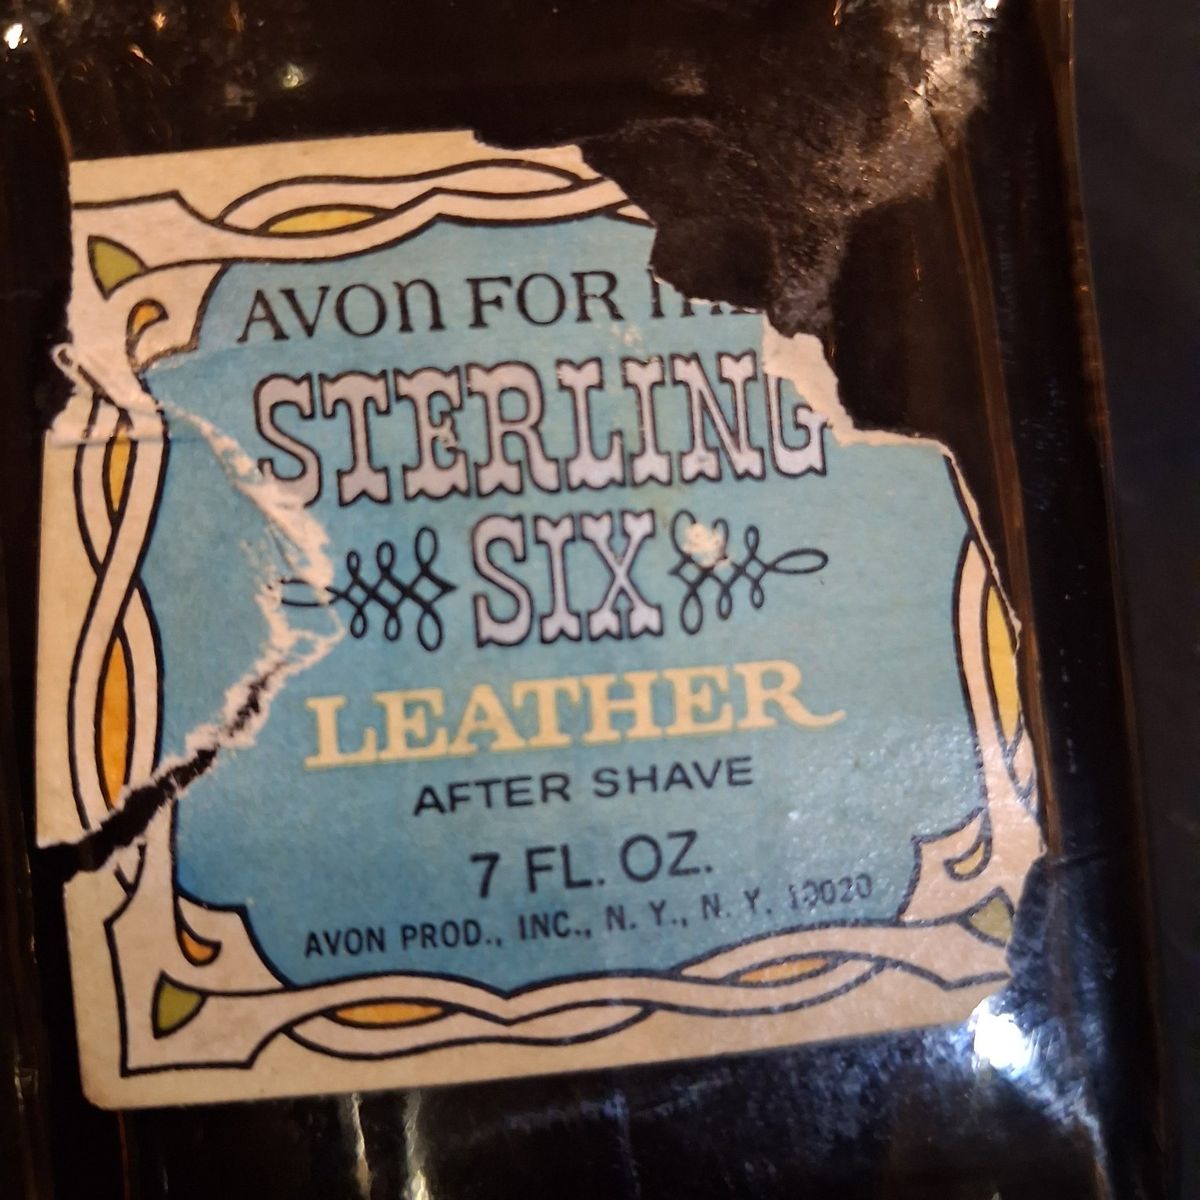 AVON FOR
STERLING
SIX
LEATHER
AFTER SHAVE
7 FL. OZ.
AVON PROD., INC., N. Y., N. Y. 10020